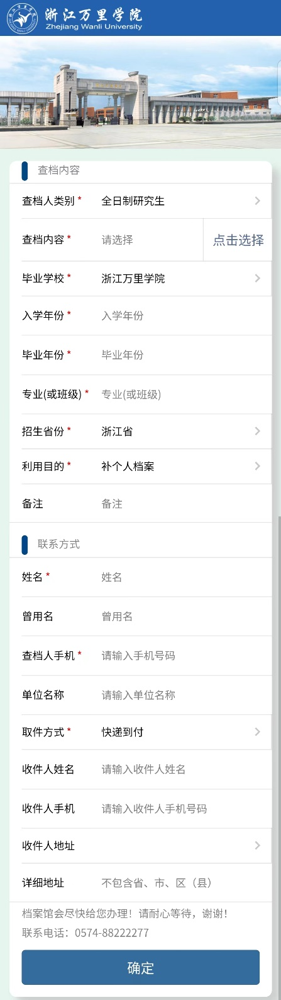 浙江万里学院
Zhejiang Wanli University
查档内容
查档人类别 * 全日制研究生
查档内容 * 请选择 点击选择
毕业学校 * 浙江万里学院
入学年份 * 入学年份
毕业年份 * 毕业年份
专业(或班级) * 专业(或班级)
招生省份 * 浙江省
利用目的 * 补个人档案
备注 备注
联系方式
姓名 * 姓名
曾用名 曾用名
查档人手机 * 请输入手机号码
单位名称 请输入单位名称
取件方式 * 快递到付
收件人姓名 请输入收件人姓名
收件人手机 请输入收件人手机号码
收件人地址
详细地址 不包含省、市、区（县）
档案馆会尽快给您办理！请耐心等待，谢谢！
联系电话：0574-88222277
确定